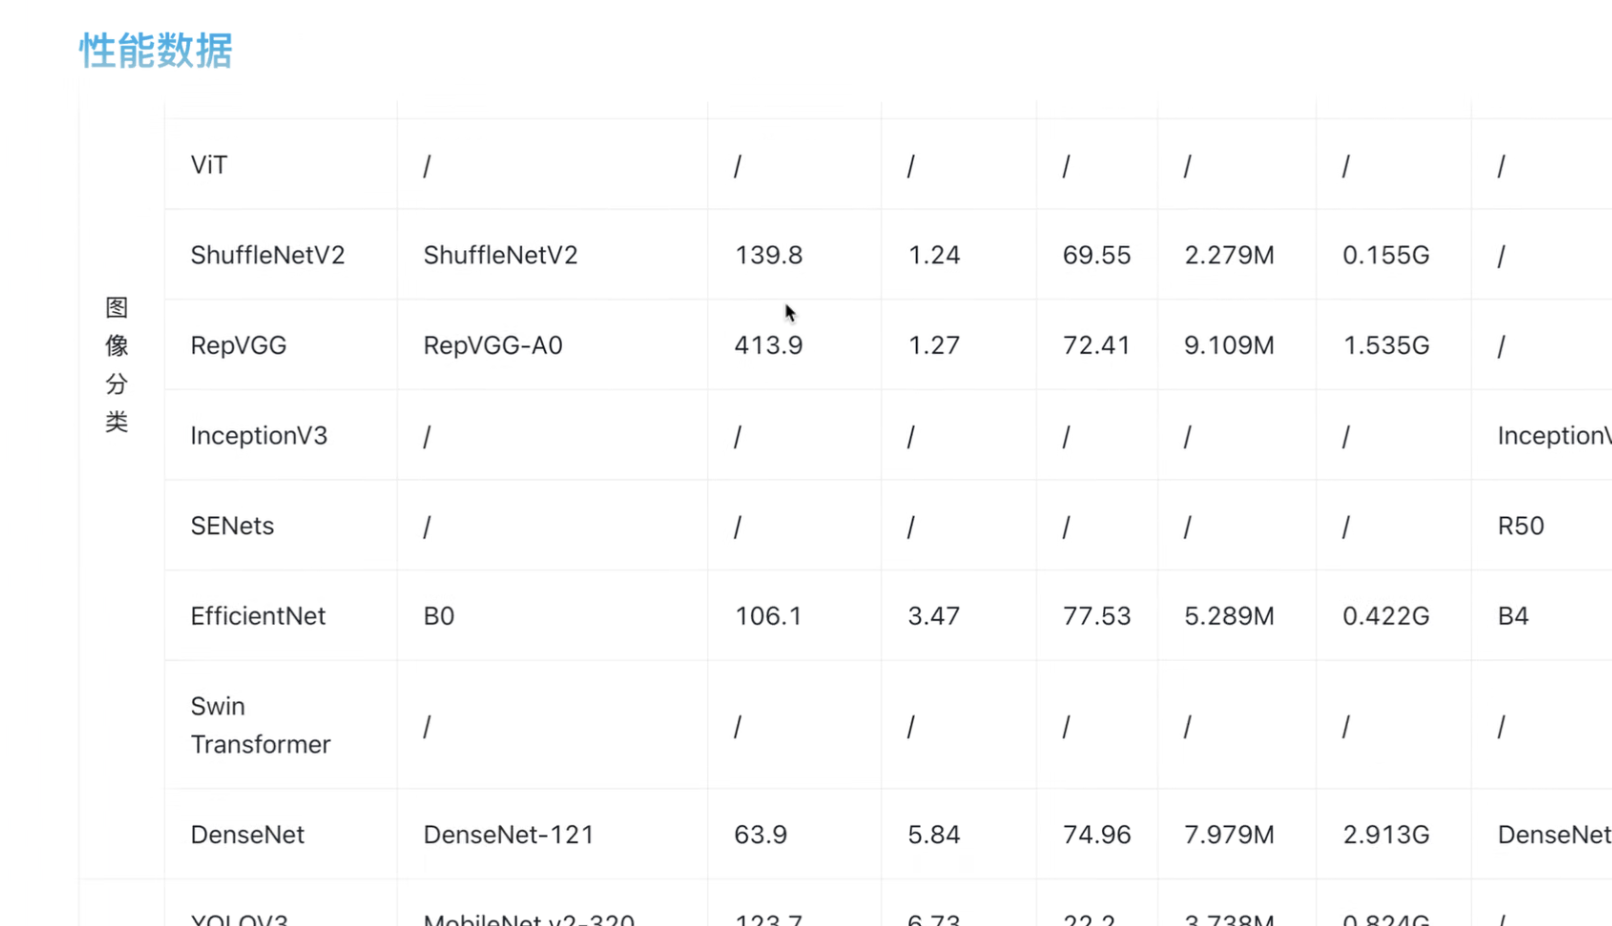 性能数据
图像分类
ViT / / / / / / /
ShuffleNetV2 ShuffleNetV2 139.8 1.24 69.55 2.279M 0.155G /
RepVGG RepVGG-A0 413.9 1.27 72.41 9.109M 1.535G /
InceptionV3 / / / / / / InceptionV
SENets / / / / / / R50
EfficientNet B0 106.1 3.47 77.53 5.289M 0.422G B4
Swin
Transformer / / / / / / /
DenseNet DenseNet-121 63.9 5.84 74.96 7.979M 2.913G DenseNet
YOLOV3 MobileNet v2-320 123.7 6.73 22.2 3.738M 0.824G /